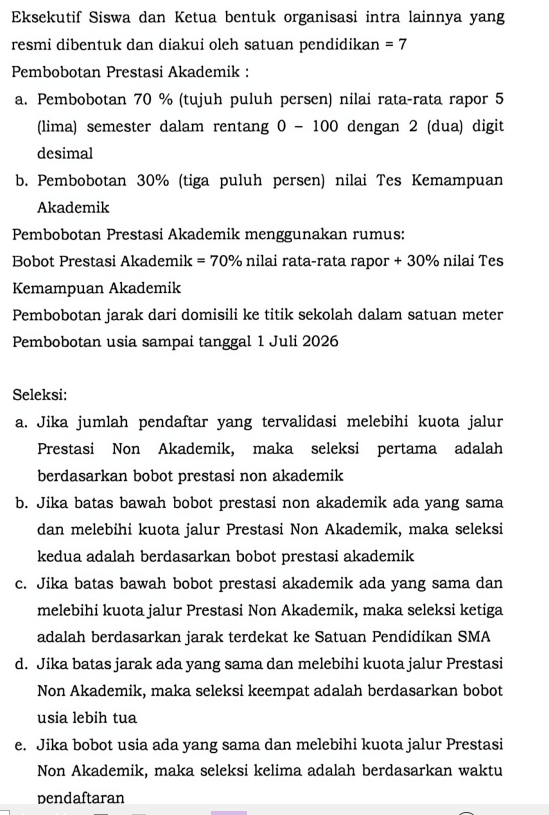 Eksekutif Siswa dan Ketua bentuk organisasi intra lainnya yang
resmi dibentuk dan diakui oleh satuan pendidikan = 7
Pembobotan Prestasi Akademik :
a. Pembobotan 70 % (tujuh puluh persen) nilai rata-rata rapor 5
(lima) semester dalam rentang 0 – 100 dengan 2 (dua) digit
desimal
b. Pembobotan 30% (tiga puluh persen) nilai Tes Kemampuan
Akademik
Pembobotan Prestasi Akademik menggunakan rumus:
Bobot Prestasi Akademik = 70% nilai rata-rata rapor + 30% nilai Tes
Kemampuan Akademik
Pembobotan jarak dari domisili ke titik sekolah dalam satuan meter
Pembobotan usia sampai tanggal 1 Juli 2026
Seleksi:
a. Jika jumlah pendaftar yang tervalidasi melebihi kuota jalur
Prestasi Non Akademik, maka seleksi pertama adalah
berdasarkan bobot prestasi non akademik
b. Jika batas bawah bobot prestasi non akademik ada yang sama
dan melebihi kuota jalur Prestasi Non Akademik, maka seleksi
kedua adalah berdasarkan bobot prestasi akademik
c. Jika batas bawah bobot prestasi akademik ada yang sama dan
melebihi kuota jalur Prestasi Non Akademik, maka seleksi ketiga
adalah berdasarkan jarak terdekat ke Satuan Pendidikan SMA
d. Jika batas jarak ada yang sama dan melebihi kuota jalur Prestasi
Non Akademik, maka seleksi keempat adalah berdasarkan bobot
usia lebih tua
e. Jika bobot usia ada yang sama dan melebihi kuota jalur Prestasi
Non Akademik, maka seleksi kelima adalah berdasarkan waktu
pendaftaran